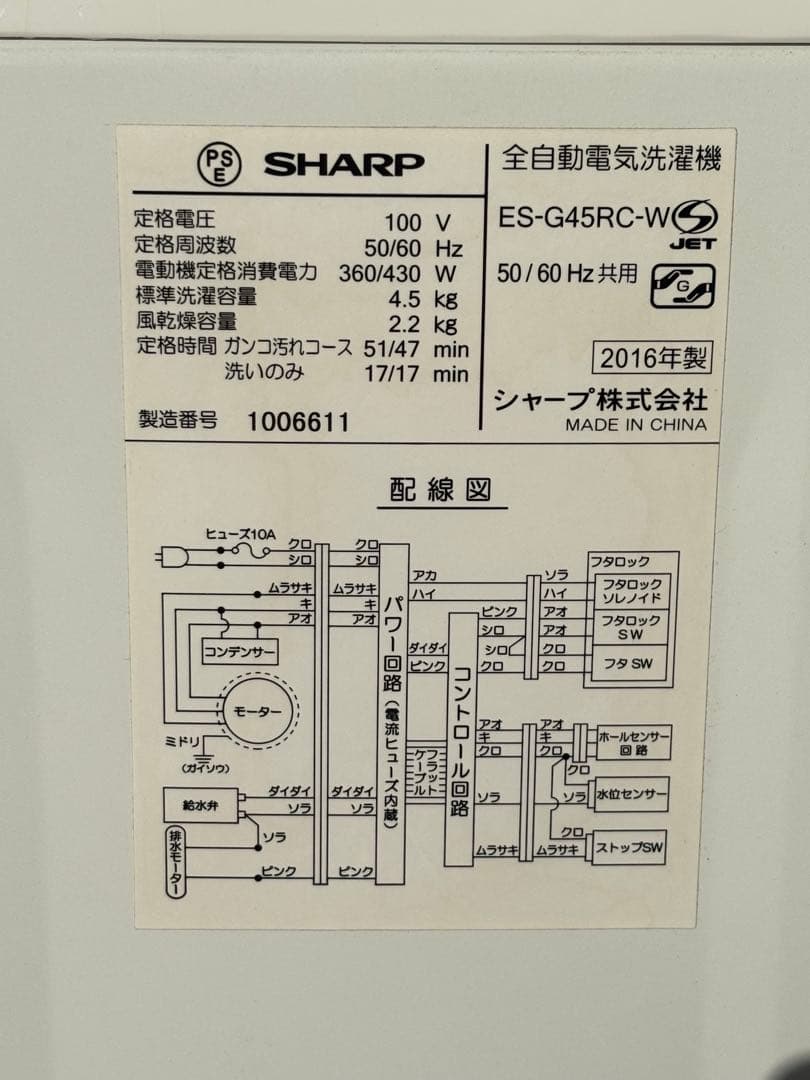 PSE SHARP
定格電圧 100 V
定格周波数 50/60 Hz
電動機定格消費電力 360/430 W
標準洗濯容量 4.5 kg
風乾燥容量 2.2 kg
定格時間 ガンコ汚れコース 51/47 min
洗いのみ 17/17 min
製造番号 1006611
全自動電気洗濯機
ES-G45RC-W
JET
50/60 Hz 共用
G
2016年製
シャープ株式会社
MADE IN CHINA
配線図
ヒューズ10A
クロ
シロ
ムラサキ
キ
アオ
コンデンサー
モーター
ミドリ
(ガイソウ)
給水弁
ダイダイ
ソラ
ソラ
排水モーター
ピンク
クロ
シロ
ムラサキ
キ
アオ
ダイダイ
ソラ
ピンク
パワー回路(電流ヒューズ内蔵)
アカ
ハイ
ダイダイ
ピンク
フラップルト
ケーブル
コントロール回路
ピンク
シロ
シロ
クロ
ソラ
ハイ
アオ
アオ
クロ
クロ
フタロック
フタロック
ソレノイド
フタロック
SW
フタ SW
アオ
キ
クロ
ソラ
ムラサキ
アオ
キ
クロ
クロ
ソラ
クロ
ムラサキ
ホールセンサー
回路
水位センサー
ストップSW